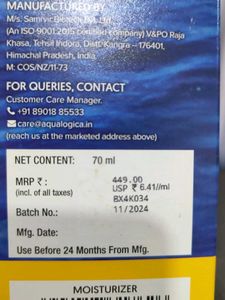 MANUFACTURED BY
M/s. Samrvir Biotech Pvt. Ltd.
(An ISO 9001:2015 certified company) V&PO Raja
Khasa, Tehsil Indora, Distt. Kangra – 176401,
Himachal Pradesh, India.
M: COS/NZ/11-73
FOR QUERIES, CONTACT
Customer Care Manager.
+91 89018 85533
care@aqualogica.in
(reach us at the marketed address above)
NET CONTENT: 70 ml
MRP ₹ : 449.00
(incl. of all taxes) USP ₹ 6.41//ml
Batch No.: BX4K034
Mfg. Date: 11/2024
Use Before 24 Months From Mfg.
MOISTURIZER